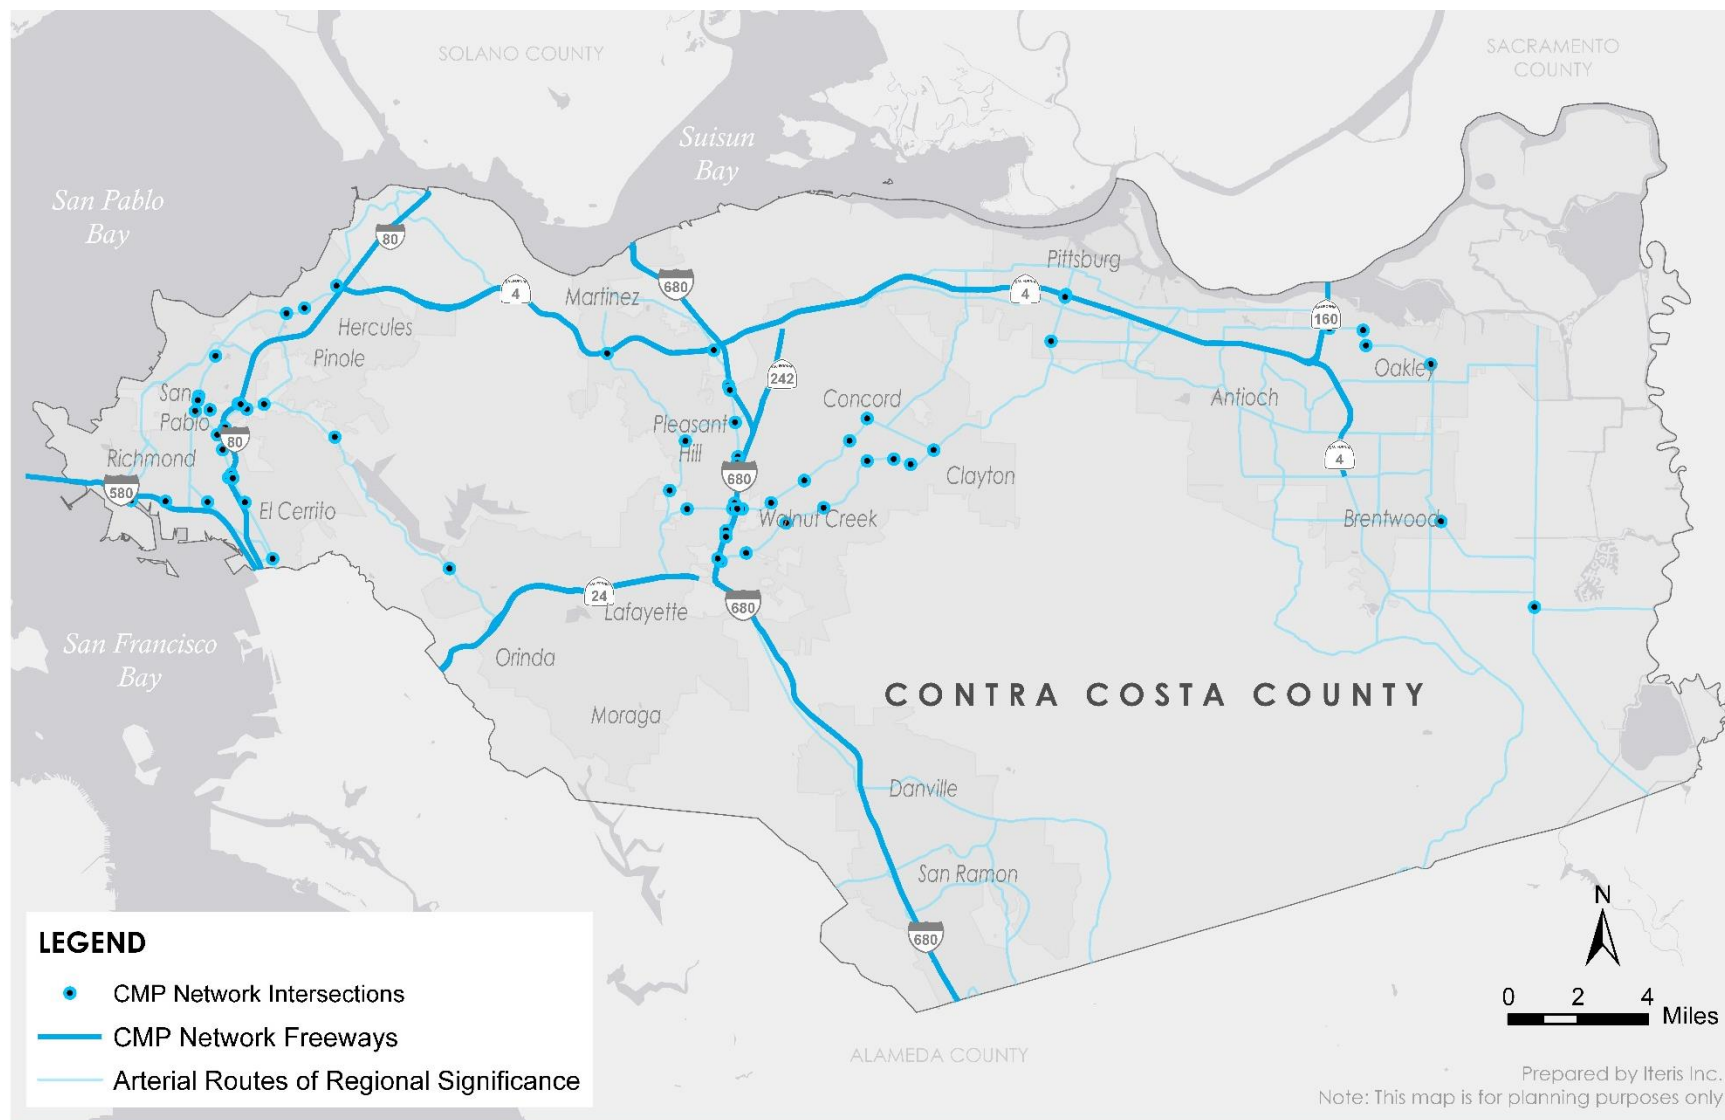 SOLANO COUNTY
SACRAMENTO
COUNTY
Suisun
Bay
San Pablo
Bay
80
680
4
Martinez
4
Pittsburg
160
Hercules
Pinole
242
Oakley
San
Pablo
Concord
Antioch
Pleasant
Hill
80
Richmond
4
580
680
Clayton
El Cerrito
Walnut Creek
Brentwood
24
Lafayette
680
San Francisco
Bay
Orinda
CONTRA COSTA COUNTY
Moraga
Danville
San Ramon
680
N
LEGEND
CMP Network Intersections
CMP Network Freeways
Arterial Routes of Regional Significance
0 2 4
Miles
ALAMEDA COUNTY
Prepared by Iteris Inc.
Note: This map is for planning purposes only